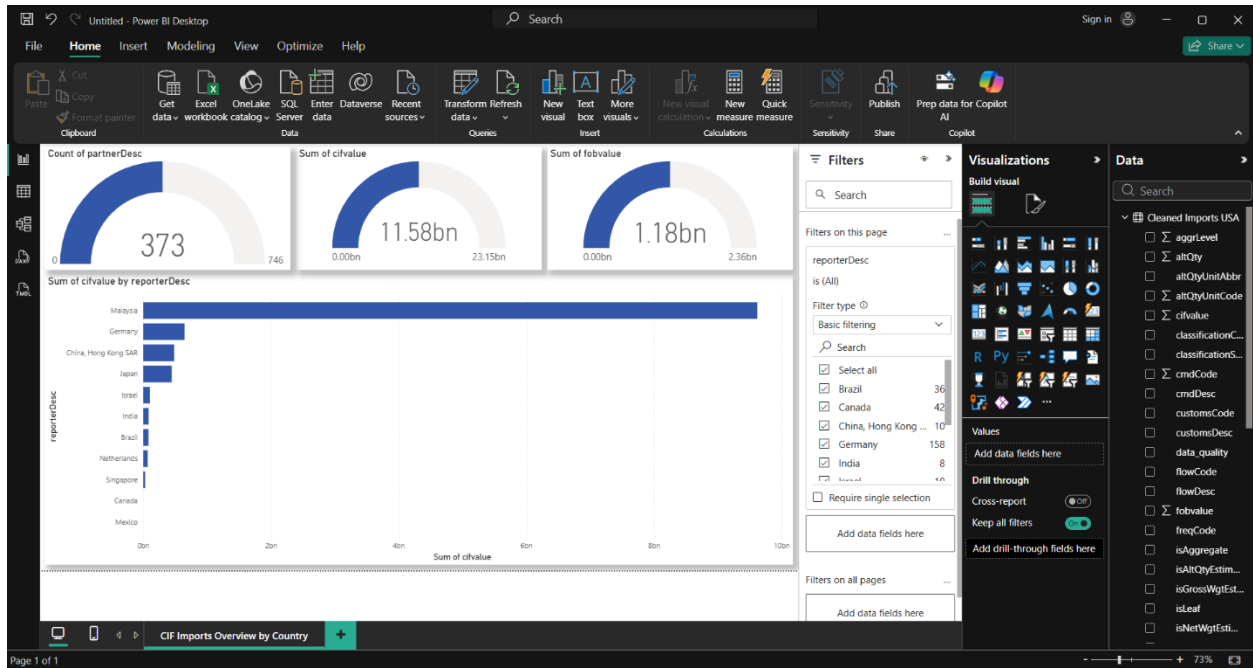 Untitled - Power BI Desktop
Search
Sign in
File Home Insert Modeling View Optimize Help
Share
Paste
Cut
Copy
Format painter
Clipboard
Get data
Excel workbook
OneLake catalog
SQL Server
Enter data
Dataverse
Recent sources
Data
Transform data
Refresh
Queries
New visual
Text box
More visuals
Insert
New visual calculation
New measure
Quick measure
Calculations
Sensitivity
Sensitivity
Publish
Share
Prep data for AI
Copilot
Copilot
Count of partnerDesc
373
0
746
Sum of cifvalue
11.58bn
0.00bn
23.15bn
Sum of fobvalue
1.18bn
0.00bn
2.36bn
Sum of cifvalue by reporterDesc
reporterDesc
Malaysia
Germany
China, Hong Kong SAR
Japan
Israel
India
Brazil
Netherlands
Singapore
Canada
Mexico
0bn 2bn 4bn 6bn 8bn 10bn
Sum of cifvalue
Filters
Search
Filters on this page ...
reporterDesc
is (All)
Filter type
Basic filtering
Search
Select all
Brazil 36
Canada 42
China, Hong Kong ... 10
Germany 158
India 8
Israel 10
Require single selection
Add data fields here
Filters on all pages ...
Add data fields here
Visualizations
Build visual
123
R Py
...
Values
Add data fields here
Drill through
Cross-report Off
Keep all filters On
Add drill-through fields here
Data
Search
Cleaned Imports USA
∑ aggrLevel
∑ altQty
altQtyUnitAbbr
∑ altQtyUnitCode
∑ cifvalue
classificationC...
classificationS...
∑ cmdCode
cmdDesc
customsCode
customsDesc
data_quality
flowCode
flowDesc
∑ fobvalue
freqCode
isAggregate
isAltQtyEstim...
isGrossWgtEst...
isLeaf
isNetWgtEsti...
DAX
TMDL
CIF Imports Overview by Country
+
Page 1 of 1
- + 73%